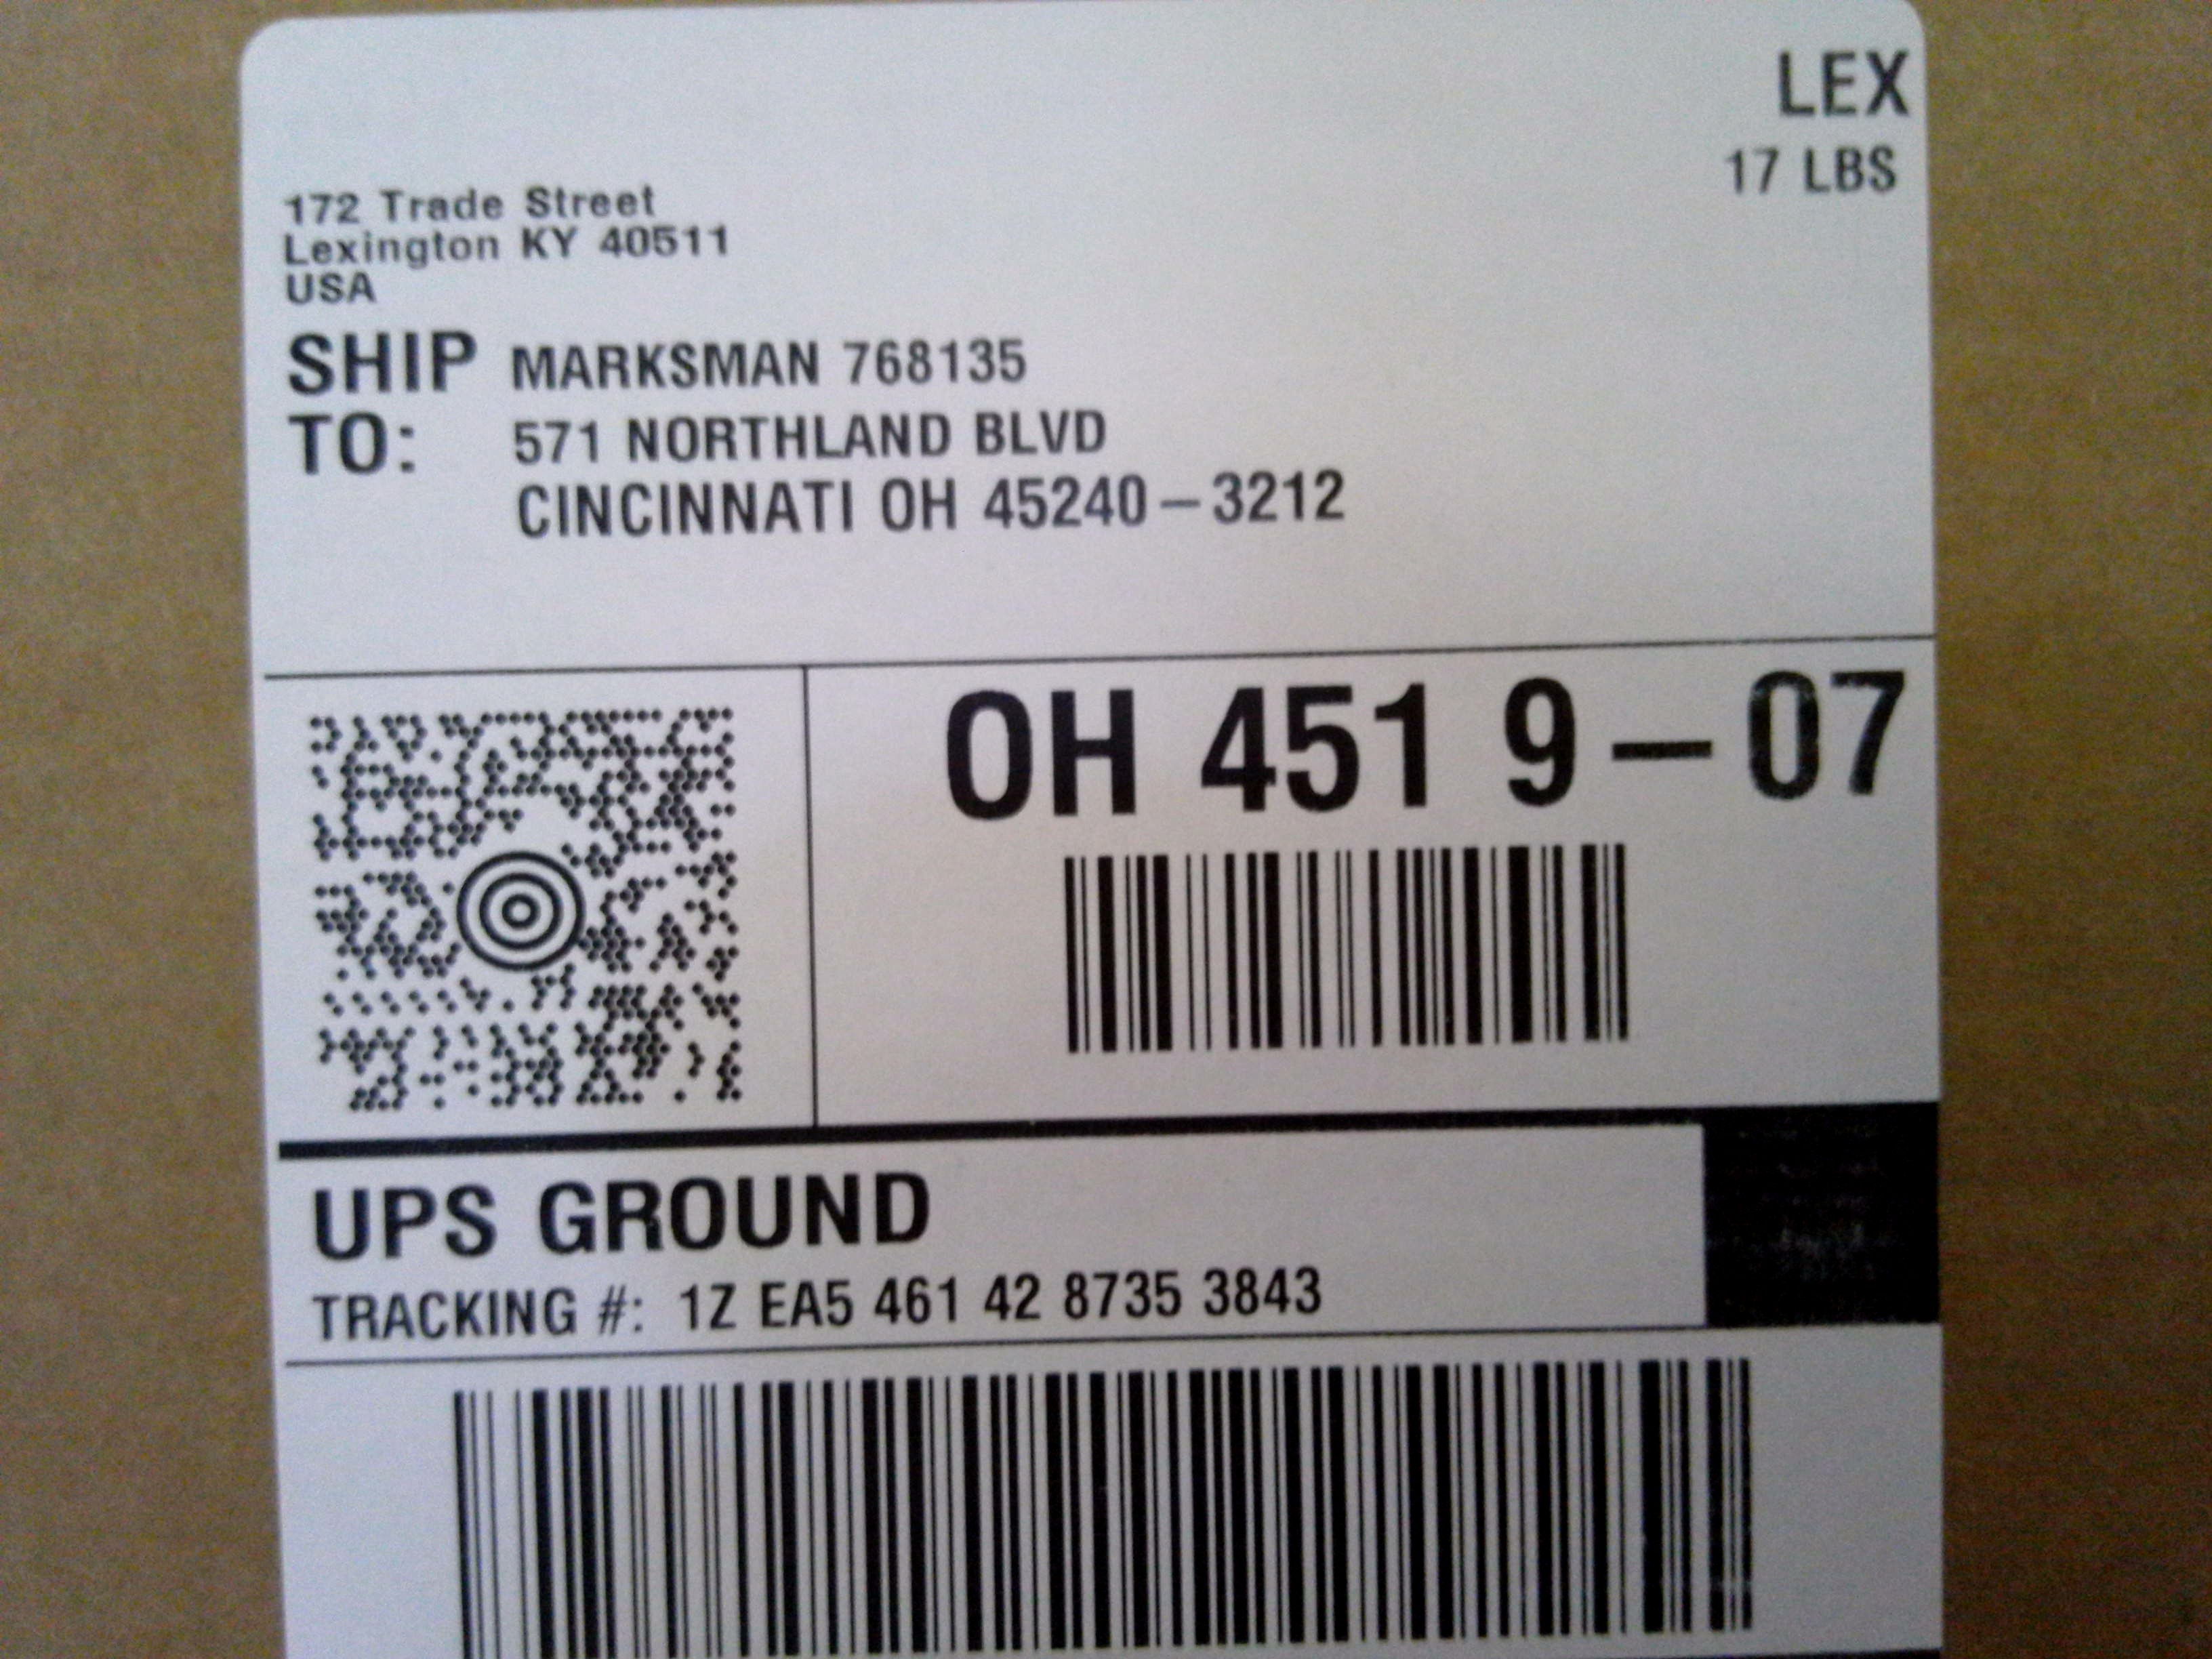 LEX
17 LBS
172 Trade Street
Lexington KY 40511
USA
SHIP TO: MARKSMAN 768135
571 NORTHLAND BLVD
CINCINNATI OH 45240-3212
OH 451 9-07
UPS GROUND
TRACKING #: 1Z EA5 461 42 8735 3843